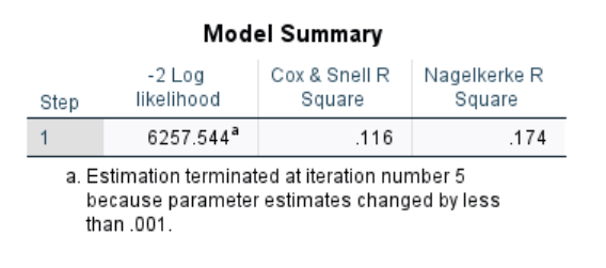 Model Summary
Step -2 Log likelihood Cox & Snell R Square Nagelkerke R Square
1 6257.544a .116 .174
a. Estimation terminated at iteration number 5
because parameter estimates changed by less
than .001.